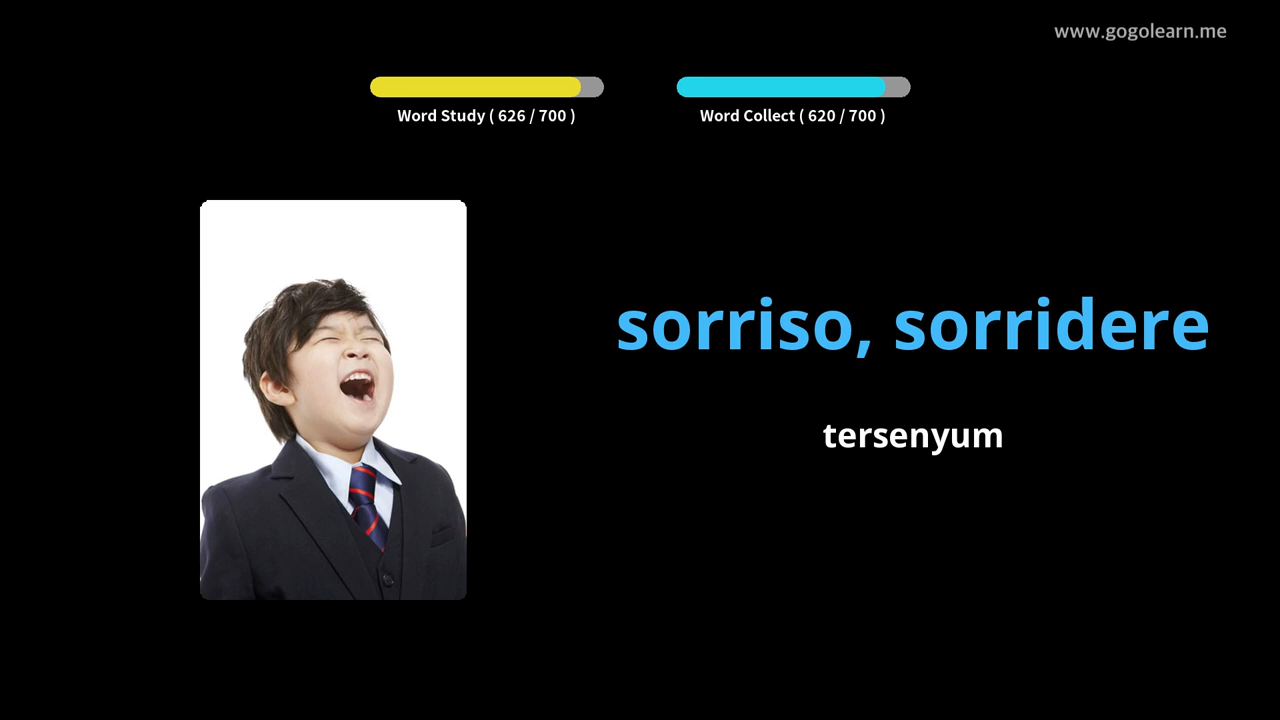 www.gogolearn.me
Word Study ( 626 / 700 )
Word Collect ( 620 / 700 )
sorriso, sorridere
tersenyum